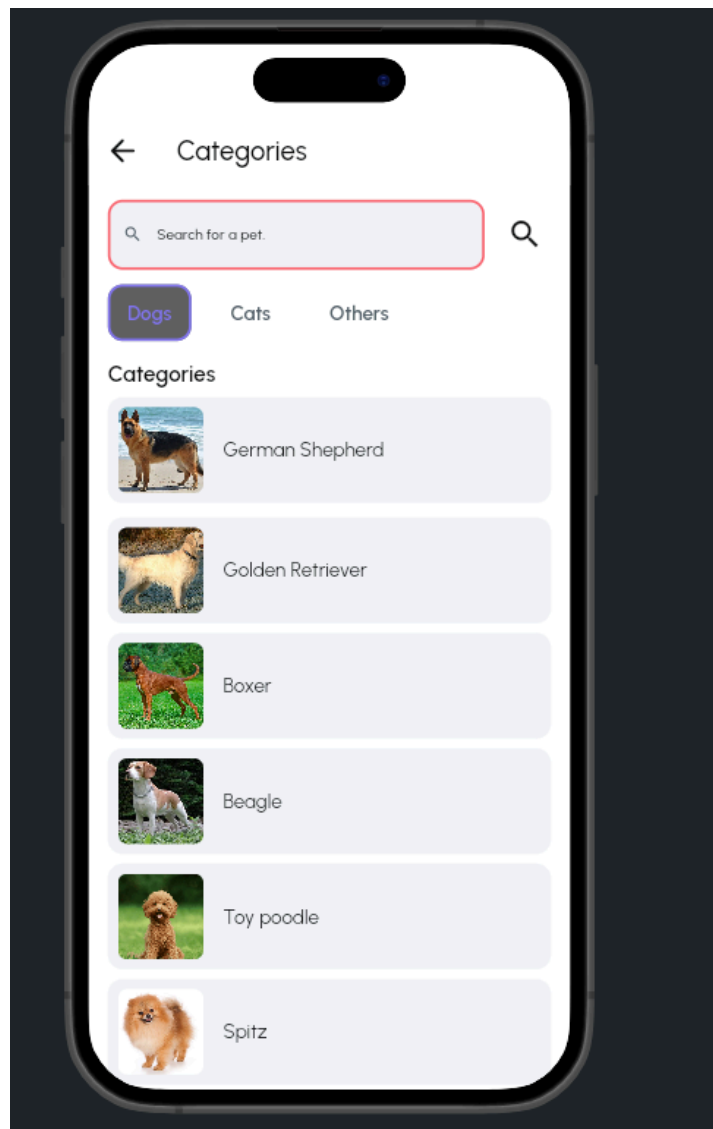 Categories
Search for a pet.
Dogs Cats Others
Categories
German Shepherd
Golden Retriever
Boxer
Beagle
Toy poodle
Spitz